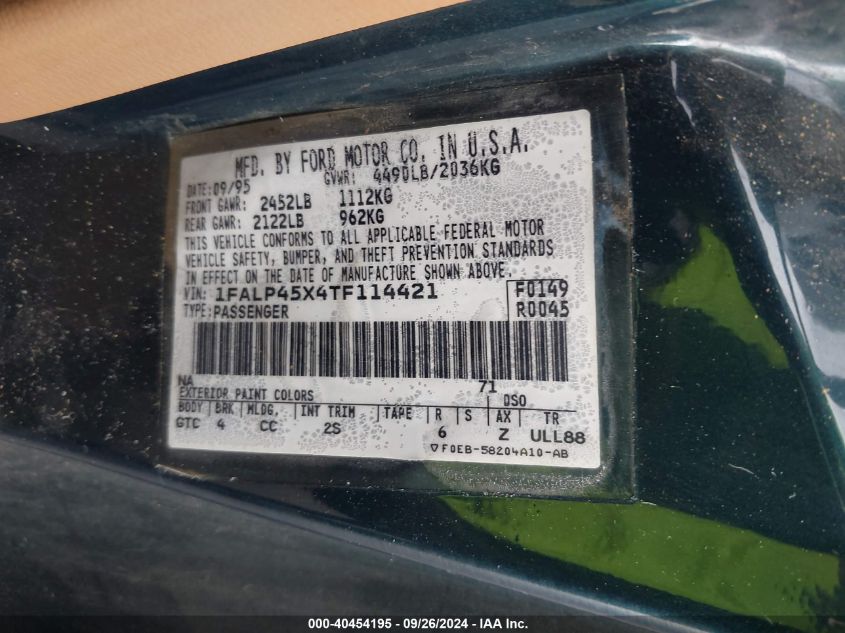 MFD. BY FORD MOTOR CO. IN U.S.A.
DATE: 09/95 GVWR: 4490LB/2036KG
FRONT GAWR: 2452LB 1112KG
REAR GAWR: 2122LB 962KG
THIS VEHICLE CONFORMS TO ALL APPLICABLE FEDERAL MOTOR
VEHICLE SAFETY, BUMPER, AND THEFT PREVENTION STANDARDS
IN EFFECT ON THE DATE OF MANUFACTURE SHOWN ABOVE.
VIN: 1FALP45X4TF114421 F0149
TYPE: PASSENGER R0045
NA 71
EXTERIOR PAINT COLORS DSO
BODY BRK MLDG. INT TRIM TAPE R S AX TR
GTC 4 CC 2S 6 Z ULL88
▽F0EB-58204A10-AB
000-40454195 - 09/26/2024 - IAA Inc.